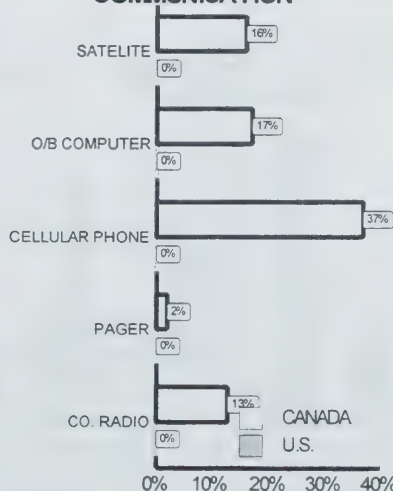 COMMUNICATION
16%
SATELITE
0%
17%
O/B COMPUTER
0%
37%
CELLULAR PHONE
0%
2%
PAGER
0%
13%
CO. RADIO
CANADA
0%
U.S.
0% 10% 20% 30% 40%